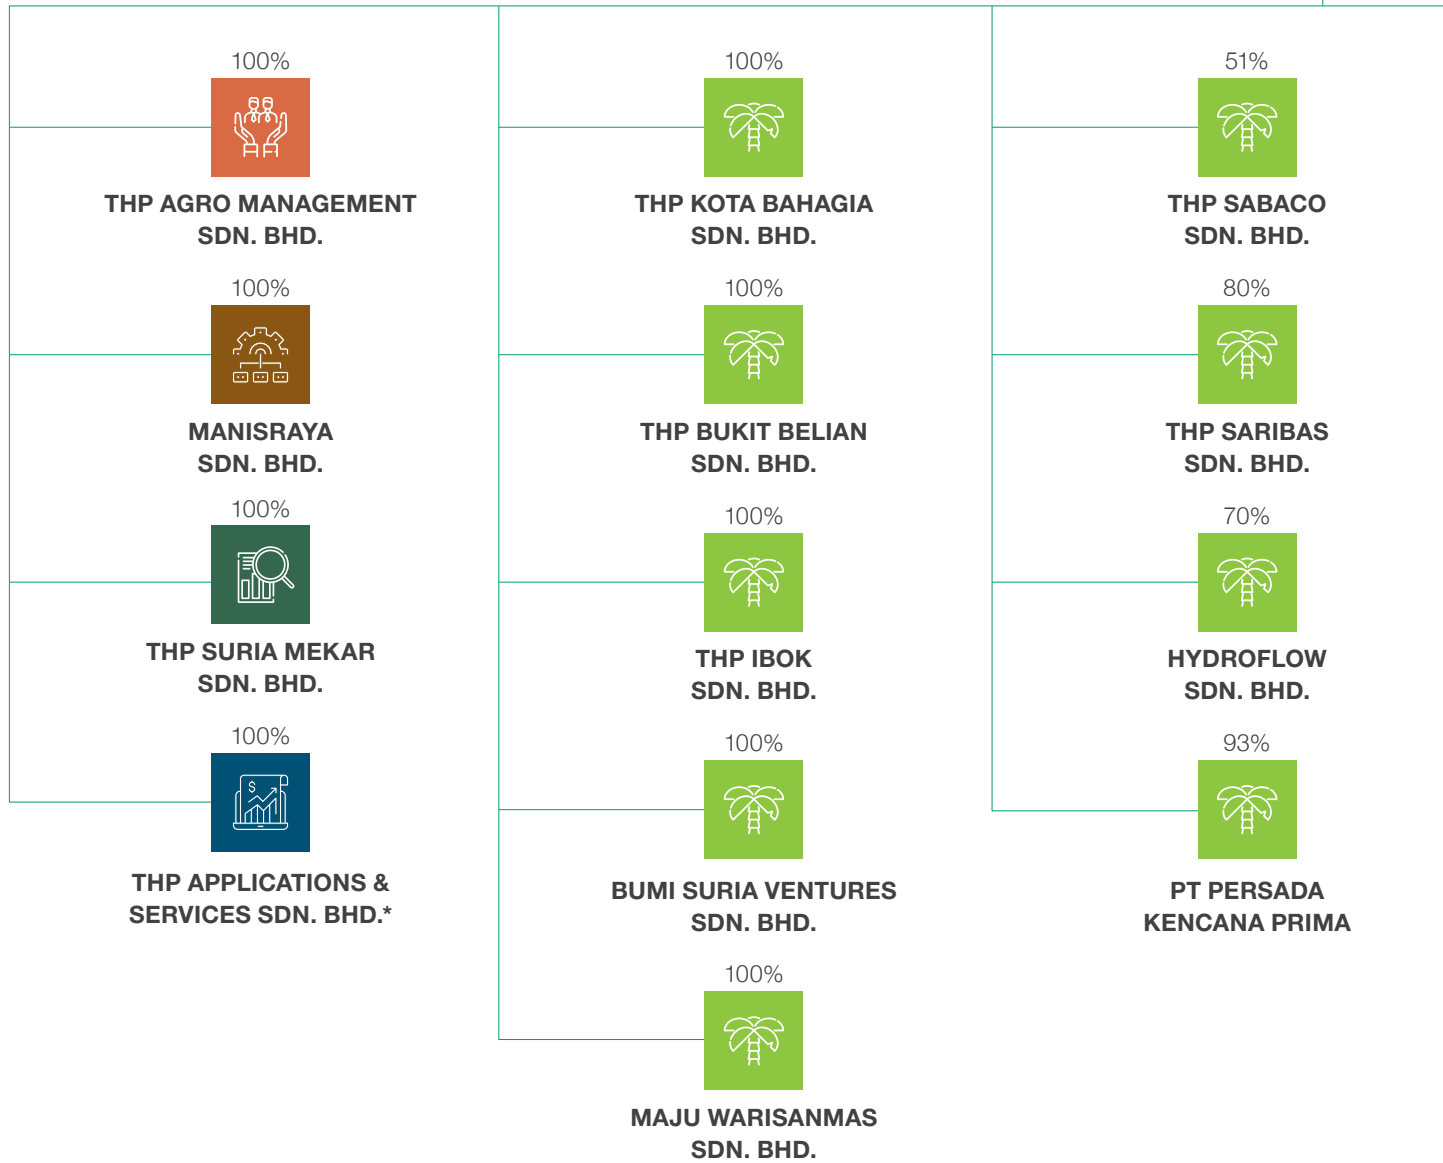 100%
THP AGRO MANAGEMENT
SDN. BHD.
100%
MANISRAYA
SDN. BHD.
100%
THP SURIA MEKAR
SDN. BHD.
100%
$
THP APPLICATIONS &
SERVICES SDN. BHD.*
100%
THP KOTA BAHAGIA
SDN. BHD.
100%
THP BUKIT BELIAN
SDN. BHD.
100%
THP IBOK
SDN. BHD.
100%
BUMI SURIA VENTURES
SDN. BHD.
100%
MAJU WARISANMAS
SDN. BHD.
51%
THP SABACO
SDN. BHD.
80%
THP SARIBAS
SDN. BHD.
70%
HYDROFLOW
SDN. BHD.
93%
PT PERSADA
KENCANA PRIMA